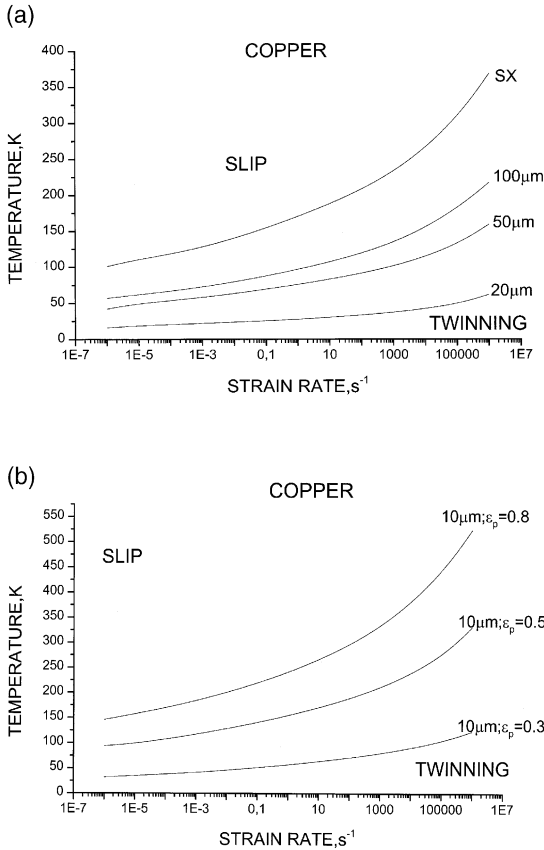 (a)
COPPER
400
350
300
250
200
150
100
50
0
TEMPERATURE,K
SLIP
SX
100μm
50μm
20μm
TWINNING
1E-7 1E-5 1E-3 0,1 10 1000 100000 1E7
STRAIN RATE,s⁻¹
(b)
COPPER
550
500
450
400
350
300
250
200
150
100
50
0
TEMPERATURE,K
SLIP
10μm;εp=0.8
10μm;εp=0.5
10μm;εp=0.3
TWINNING
1E-7 1E-5 1E-3 0,1 10 1000 100000 1E7
STRAIN RATE,s⁻¹